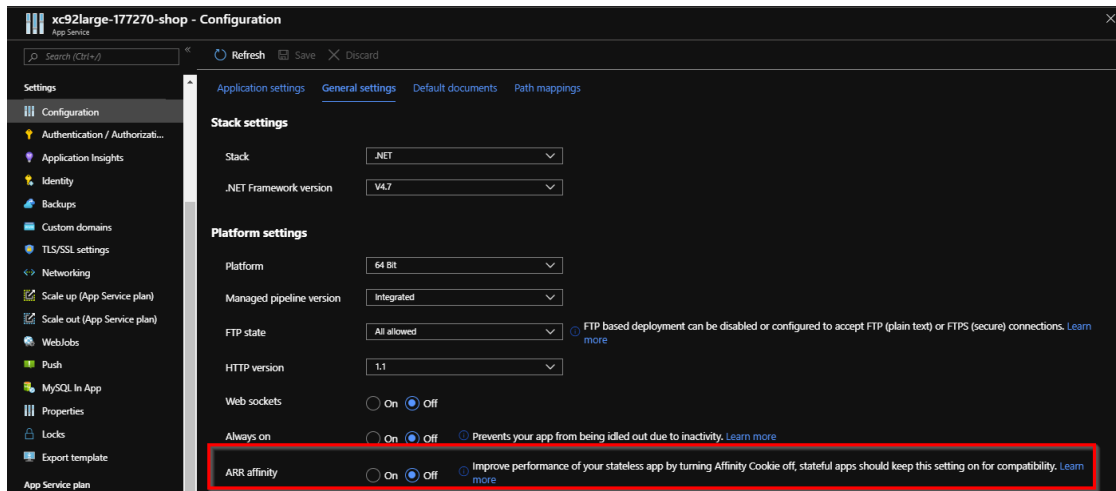 xc92large-177270-shop - Configuration
App Service
Search (Ctrl+/)
Refresh Save Discard
Settings
Configuration
Authentication / Authorizati...
Application Insights
Identity
Backups
Custom domains
TLS/SSL settings
Networking
Scale up (App Service plan)
Scale out (App Service plan)
WebJobs
Push
MySQL In App
Properties
Locks
Export template
App Service plan
Application settings General settings Default documents Path mappings
Stack settings
Stack .NET
.NET Framework version V4.7
Platform settings
Platform 64 Bit
Managed pipeline version Integrated
FTP state All allowed FTP based deployment can be disabled or configured to accept FTP (plain text) or FTPS (secure) connections. Learn
more
HTTP version 1.1
Web sockets On Off
Always on On Off Prevents your app from being idled out due to inactivity. Learn more
ARR affinity On Off Improve performance of your stateless app by turning Affinity Cookie off, stateful apps should keep this setting on for compatibility. Learn
more